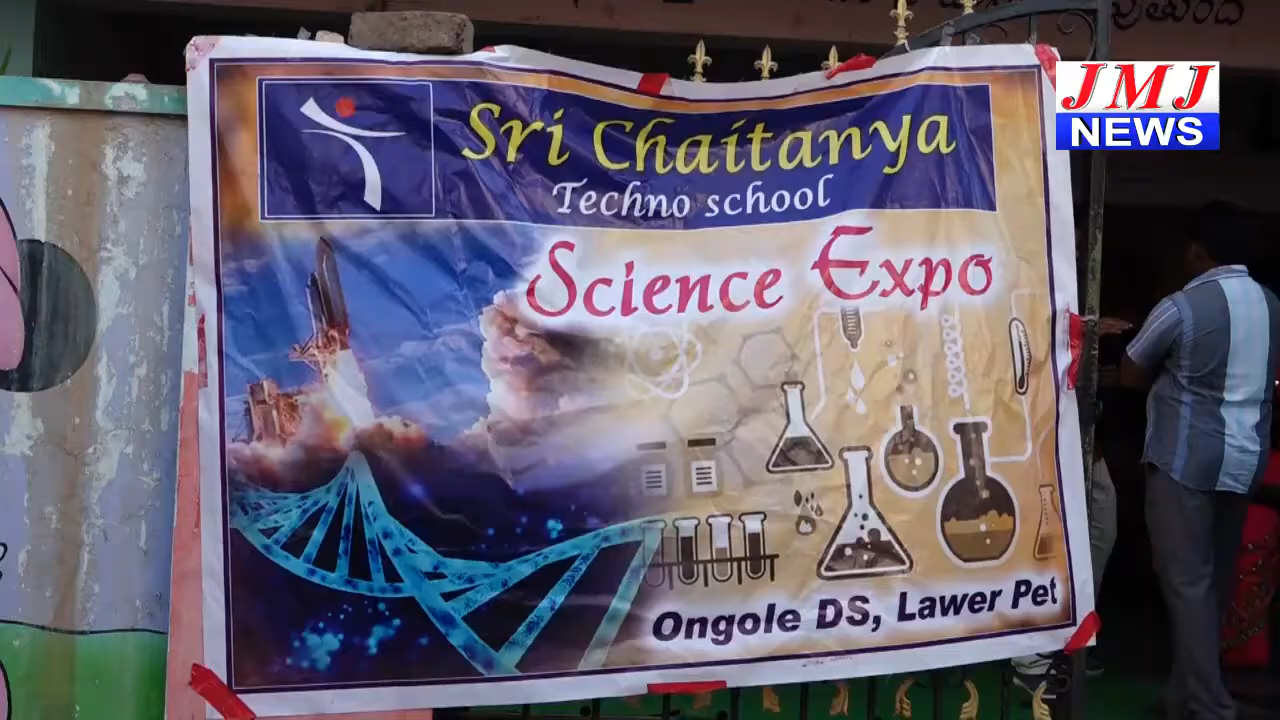 పుతుంద
JMJ
NEWS
Sri Chaitanya
Techno school
Science Expo
Ongole DS, Lawer Pet